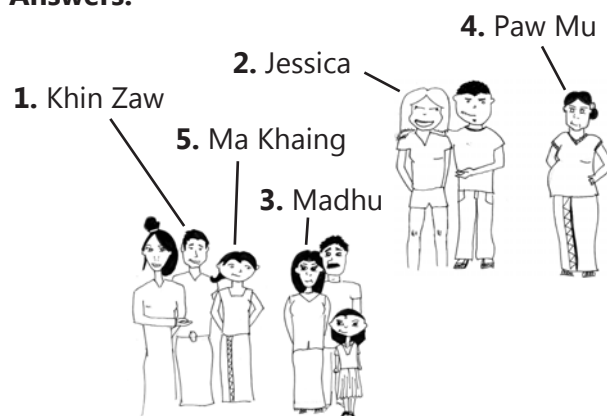 Answers:
4. Paw Mu
2. Jessica
1. Khin Zaw
5. Ma Khaing
3. Madhu